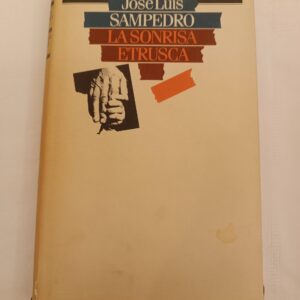 José Luis
SAMPEDRO
LA SONRISA
ETRUSCA